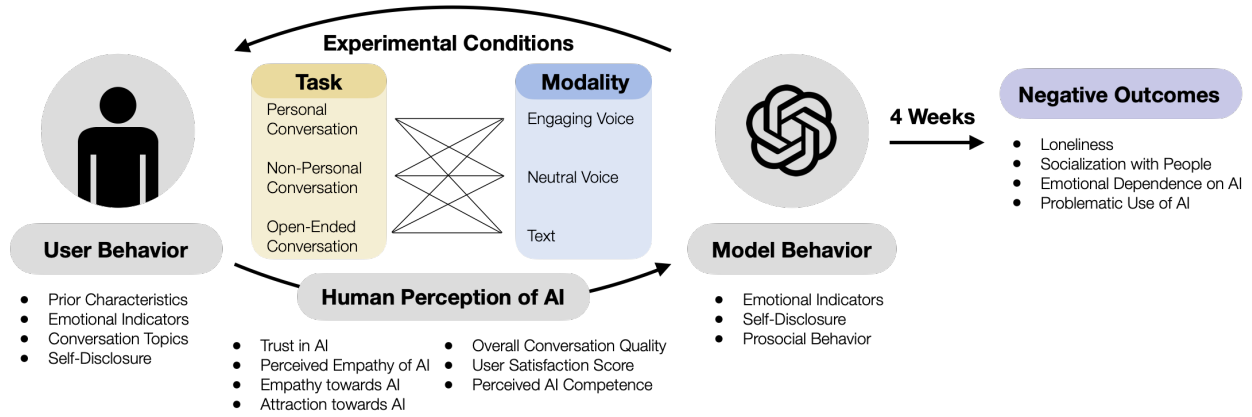 Experimental Conditions
Task
Personal
Conversation
Non-Personal
Conversation
Open-Ended
Conversation
Modality
Engaging Voice
Neutral Voice
Text
4 Weeks
Negative Outcomes
● Loneliness
● Socialization with People
● Emotional Dependence on AI
● Problematic Use of AI
User Behavior
● Prior Characteristics
● Emotional Indicators
● Conversation Topics
● Self-Disclosure
Human Perception of AI
● Trust in AI
● Perceived Empathy of AI
● Empathy towards AI
● Attraction towards AI
● Overall Conversation Quality
● User Satisfaction Score
● Perceived AI Competence
Model Behavior
● Emotional Indicators
● Self-Disclosure
● Prosocial Behavior